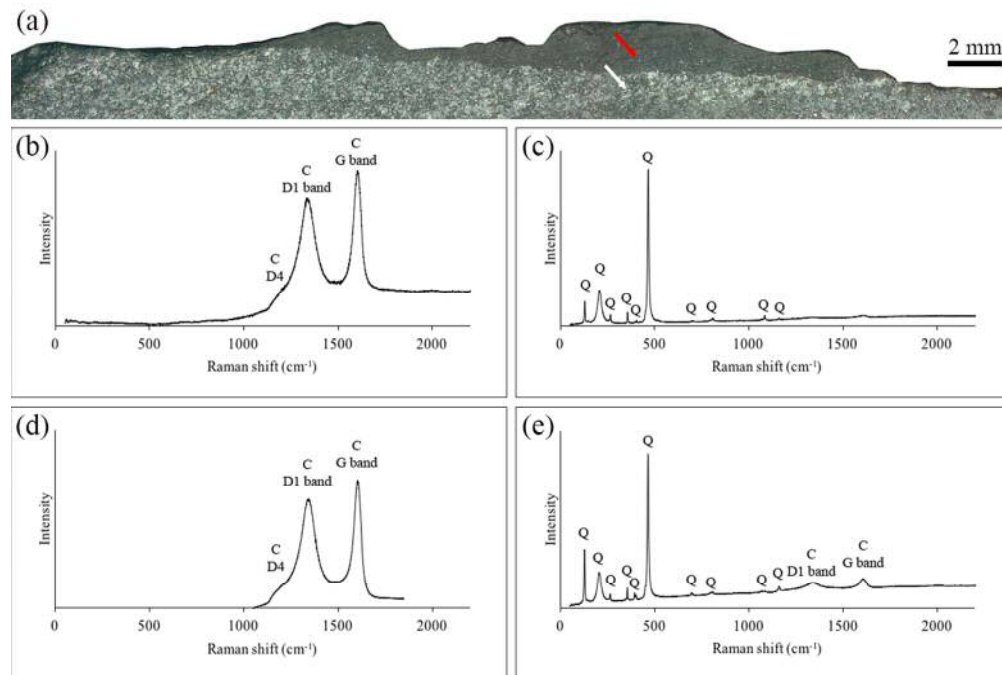 (a)
2 mm
(b)
C
G band
C
D1 band
C
D4
Intensity
0
500
1000
1500
2000
Raman shift (cm⁻¹)
(c)
Q
Q
Q
Q
Q
Q
Q
Q
Q
Q
Intensity
0
500
1000
1500
2000
Raman shift (cm⁻¹)
(d)
C
G band
C
D1 band
C
D4
Intensity
0
500
1000
1500
2000
Raman shift (cm⁻¹)
(e)
Q
Q
Q
Q
Q
Q
Q
Q
Q
Q
C
D1 band
C
G band
Intensity
0
500
1000
1500
2000
Raman shift (cm⁻¹)